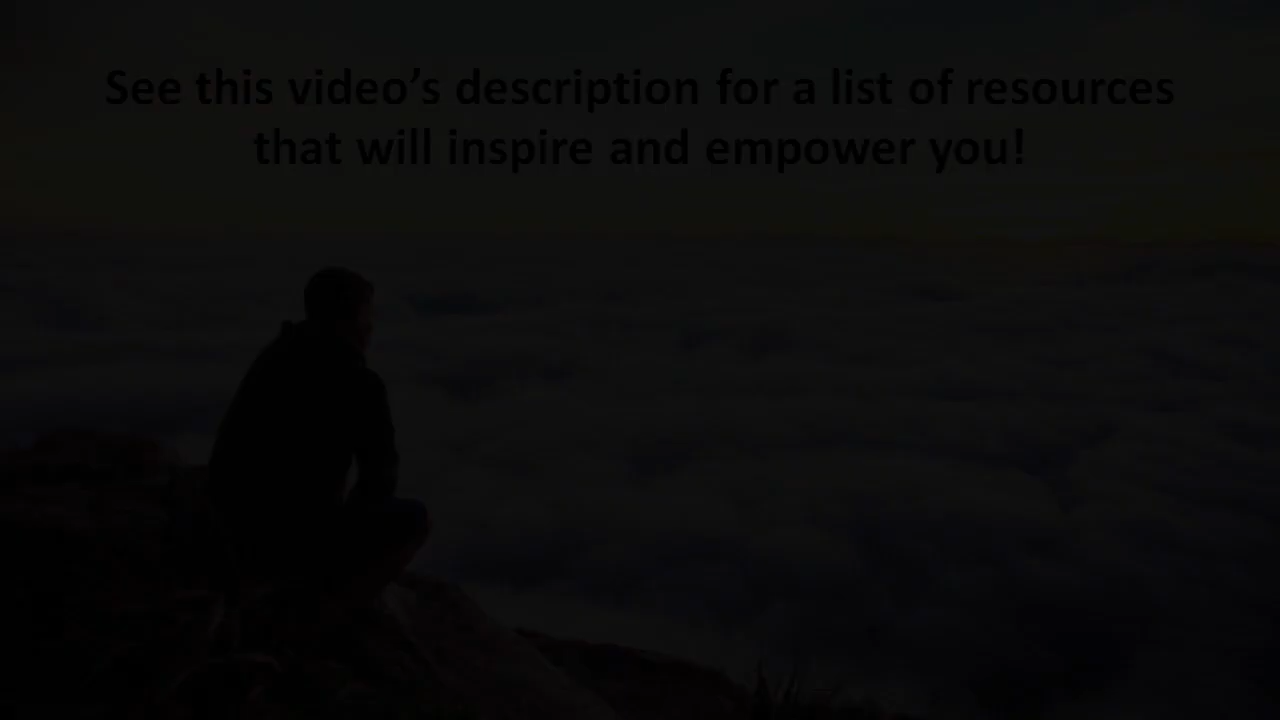 See this video’s description for a list of resources
that will inspire and empower you!